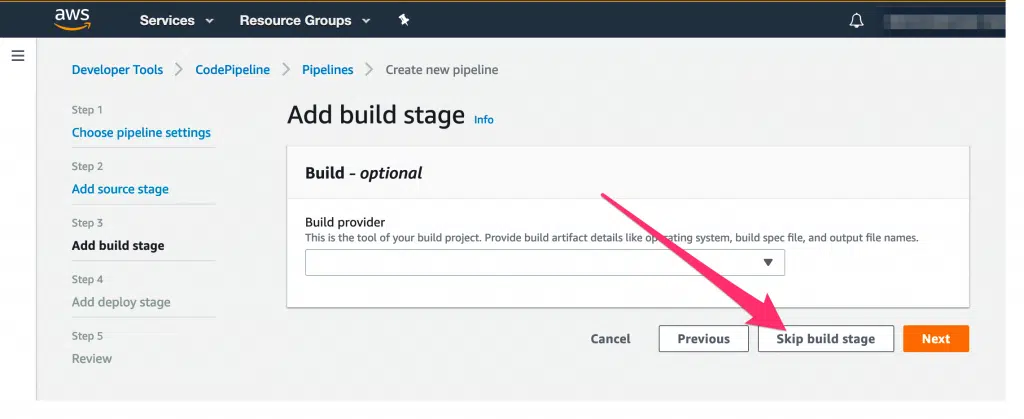 aws
Services
Resource Groups
Developer Tools
CodePipeline
Pipelines
Create new pipeline
Step 1
Choose pipeline settings
Step 2
Add source stage
Step 3
Add build stage
Step 4
Add deploy stage
Step 5
Review
Add build stage Info
Build - optional
Build provider
This is the tool of your build project. Provide build artifact details like operating system, build spec file, and output file names.
Cancel
Previous
Skip build stage
Next